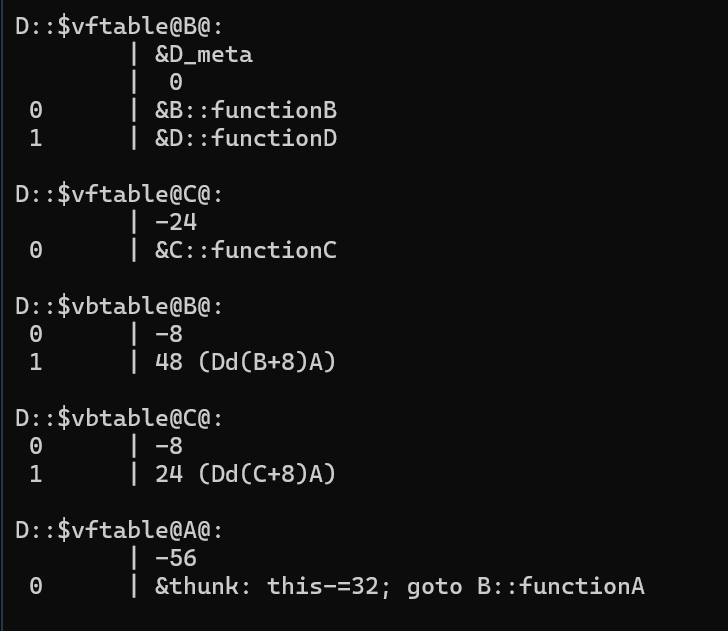 D::$vftable@B@:
        | &D_meta
        |  0
 0      | &B::functionB
 1      | &D::functionD
D::$vftable@C@:
        | -24
 0      | &C::functionC
D::$vbtable@B@:
 0      | -8
 1      | 48 (Dd(B+8)A)
D::$vbtable@C@:
 0      | -8
 1      | 24 (Dd(C+8)A)
D::$vftable@A@:
        | -56
 0      | &thunk: this-=32; goto B::functionA